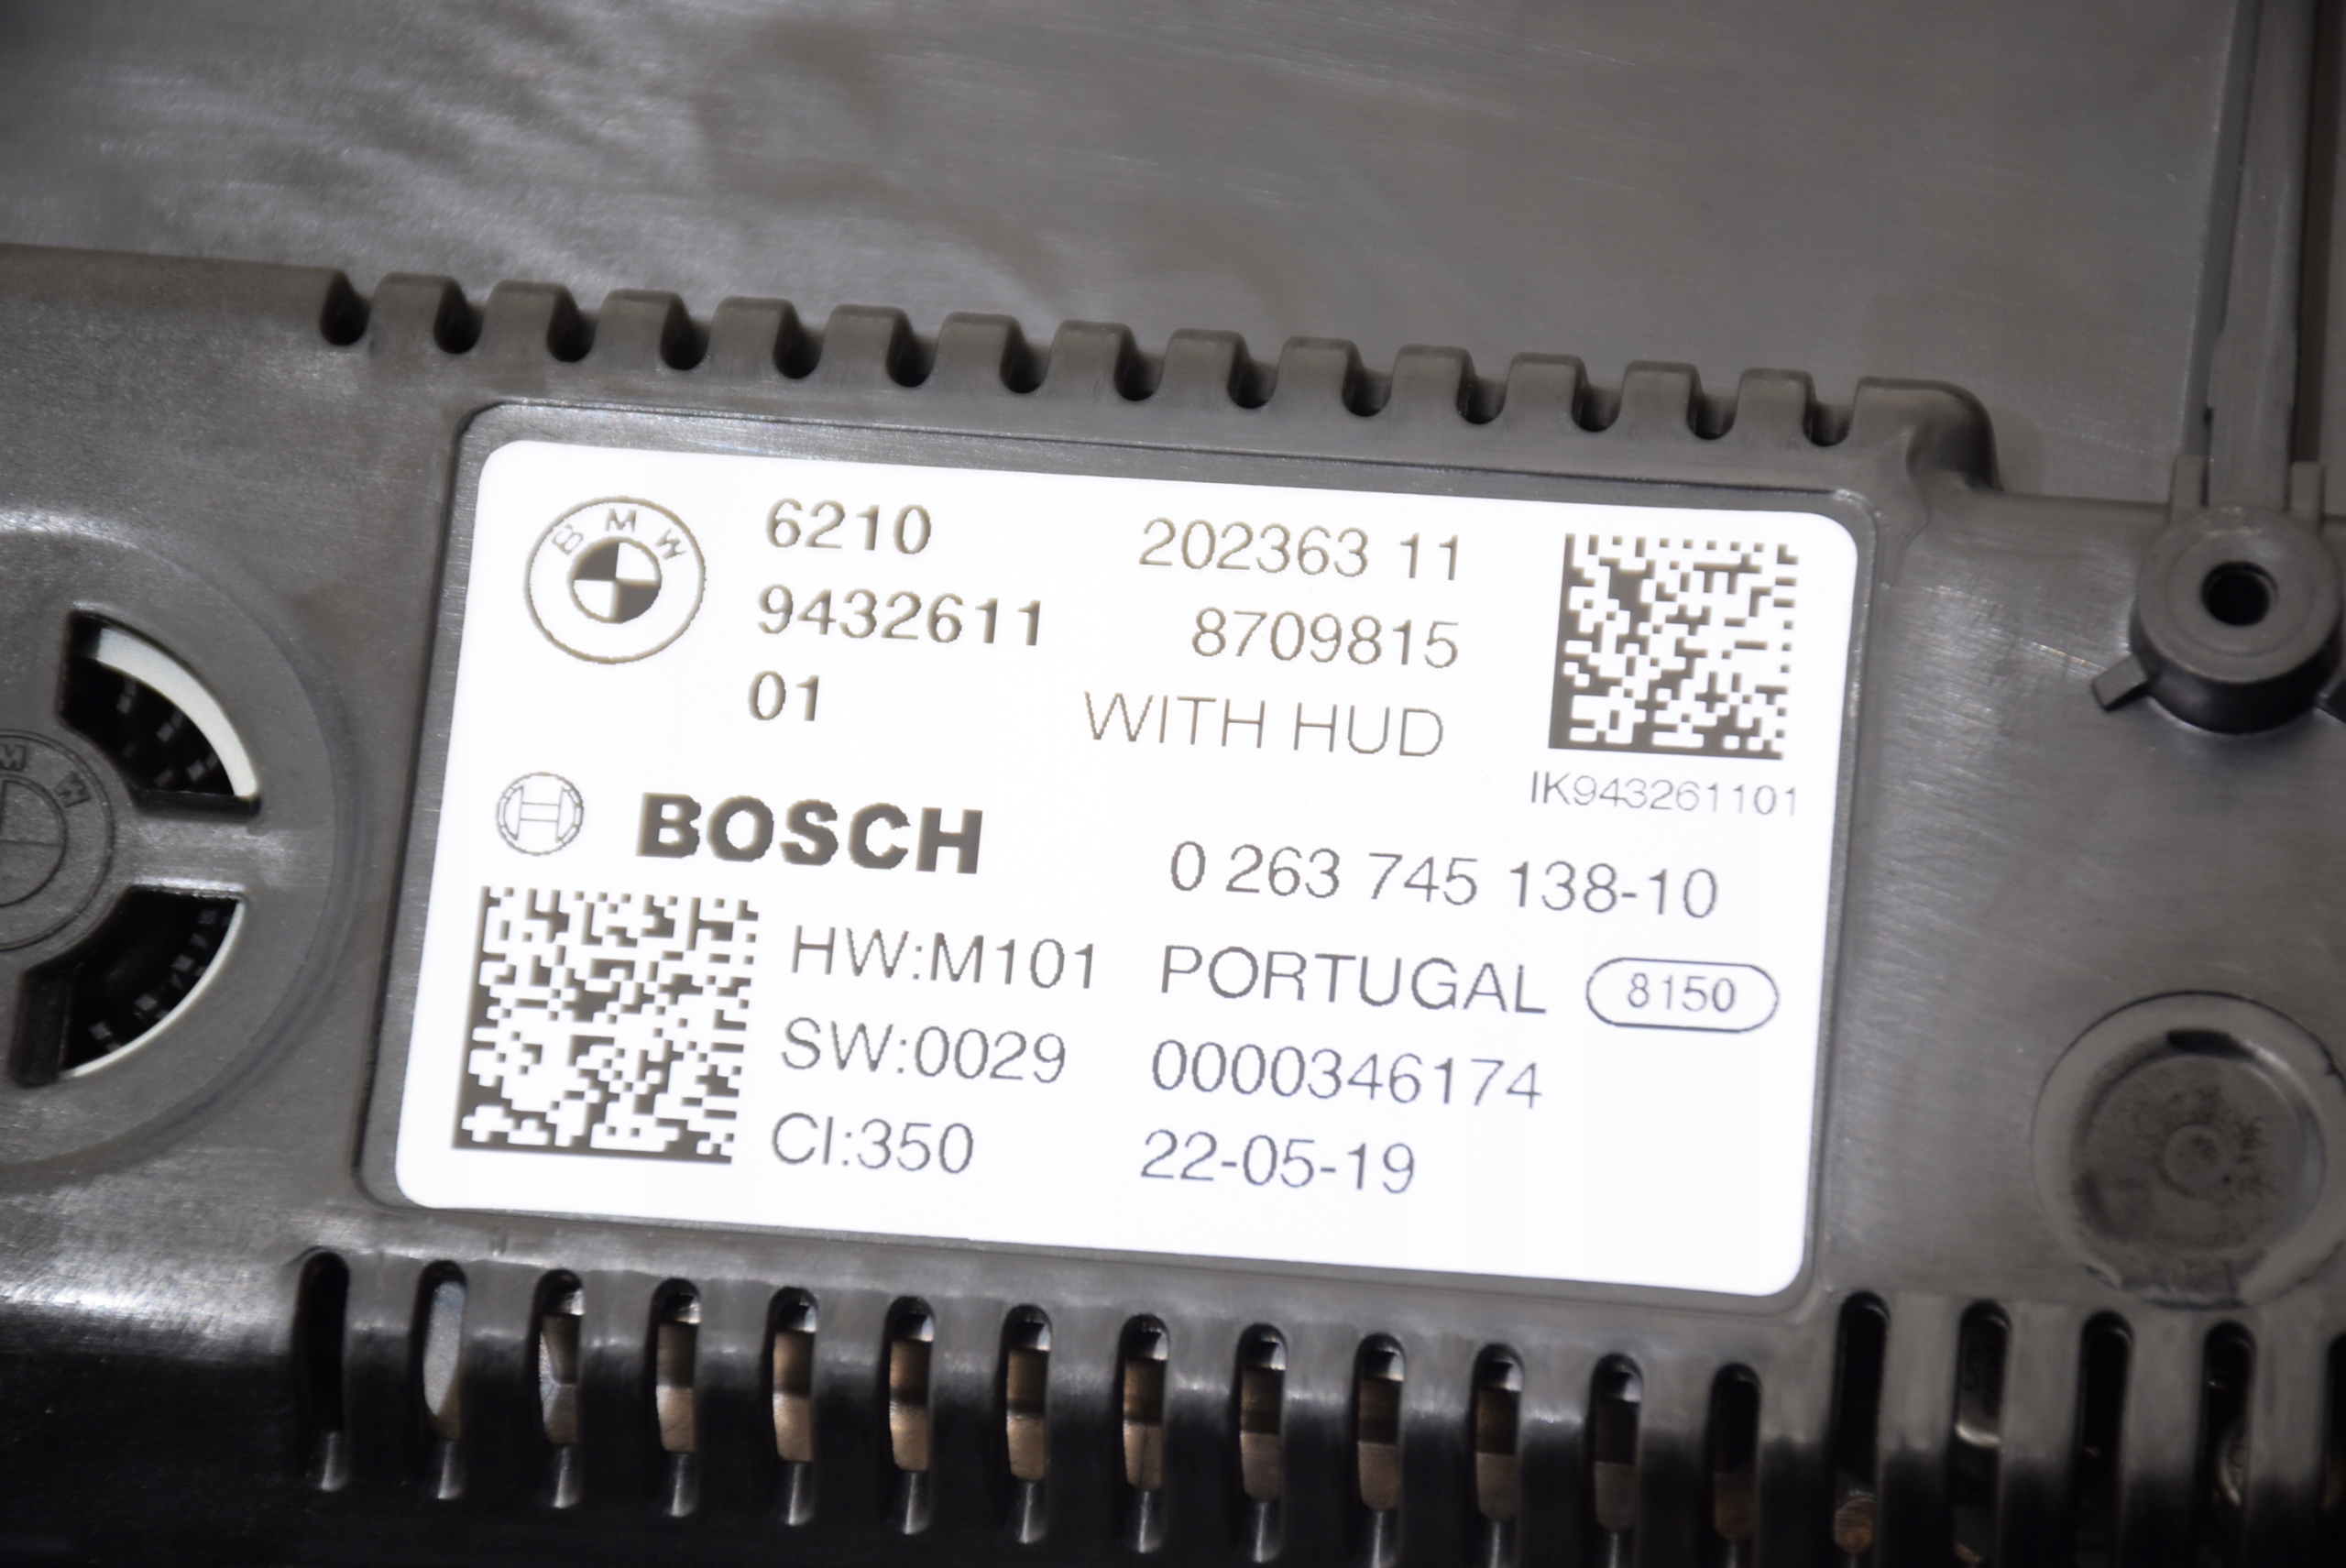 BMW
6210
9432611
01
202363 11
8709815
WITH HUD
IK943261101
BOSCH
0 263 745 138-10
HW:M101
PORTUGAL 8150
SW:0029
0000346174
CI:350
22-05-19
M W